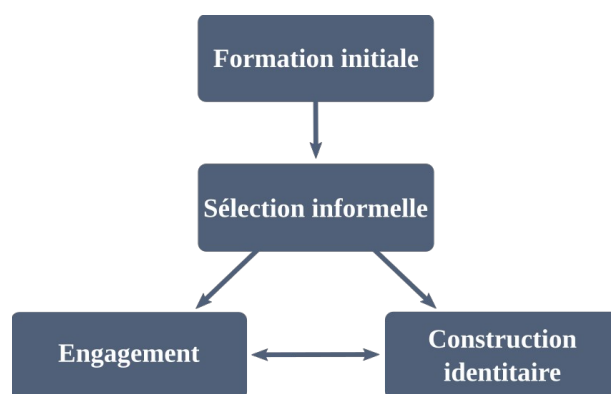 Formation initiale
Sélection informelle
Engagement
Construction
identitaire